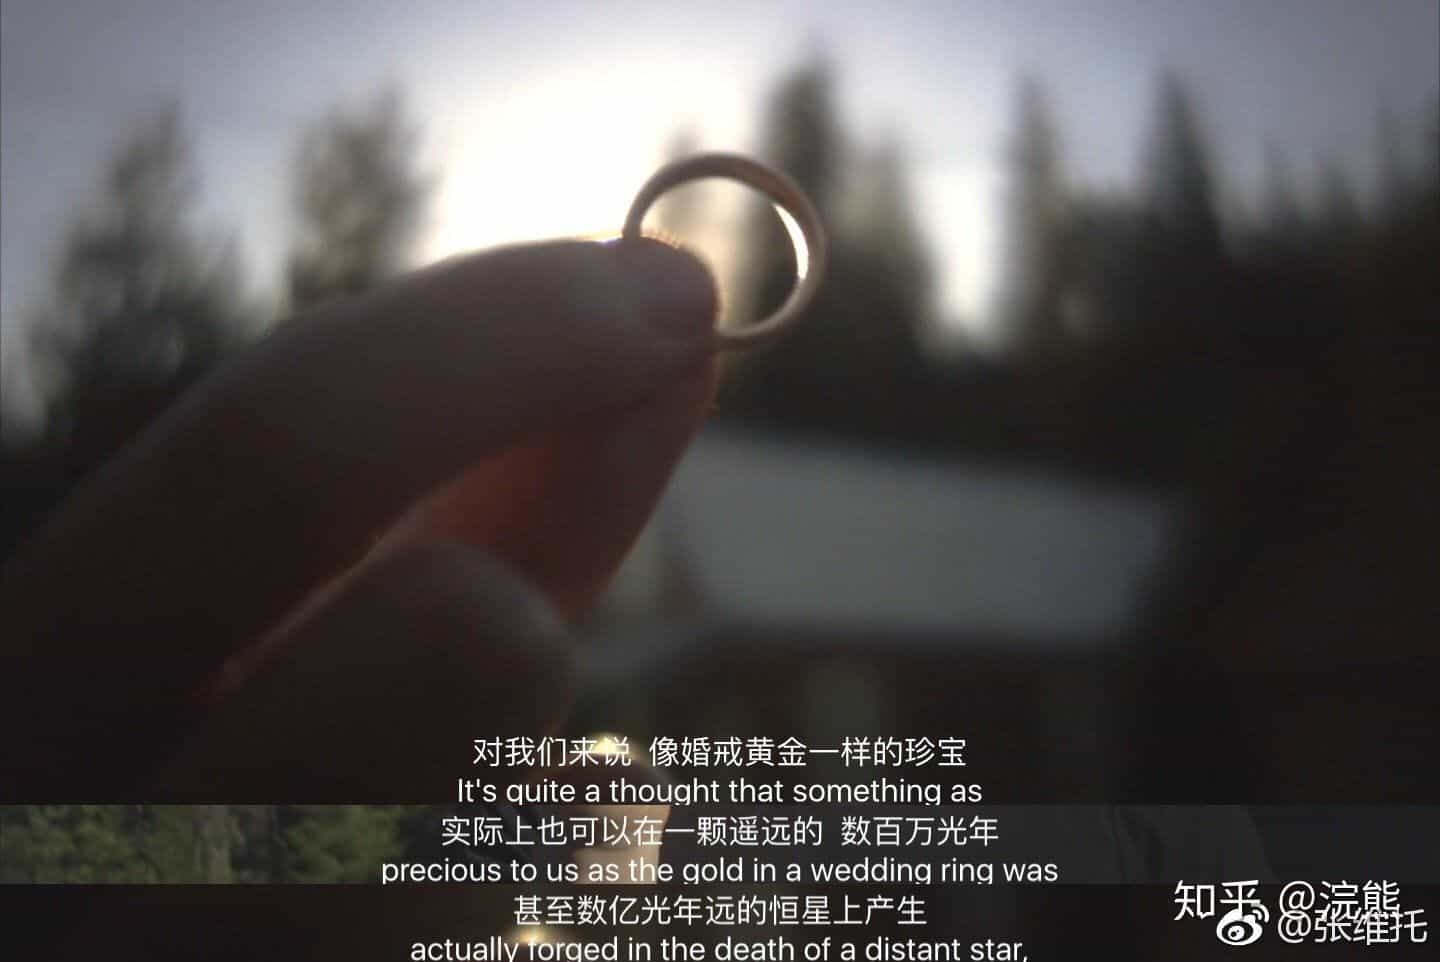 对我们来说 像婚戒黄金一样的珍宝
It's quite a thought that something as
实际上也可以在一颗遥远的 数百万光年
precious to us as the gold in a wedding ring was
甚至数亿光年远的恒星上产生
actually forged in the death of a distant star,
知乎 @浣熊
@张维托